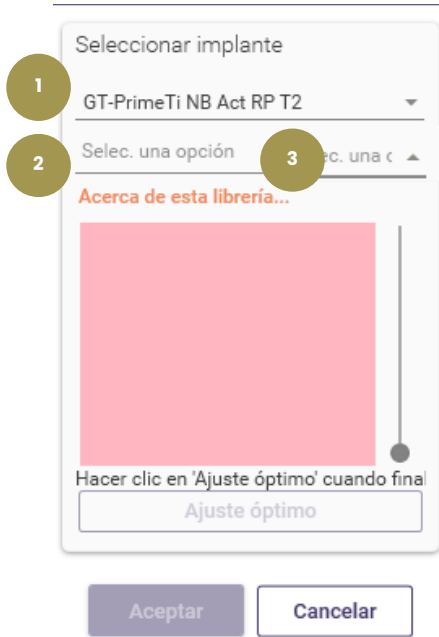 Seleccionar implante
1
GT-PrimeTi NB Act RP T2
2 Selec. una opción 3 ec. una
Acerca de esta librería...
Hacer clic en 'Ajuste óptimo' cuando final
Ajuste óptimo
Aceptar Cancelar